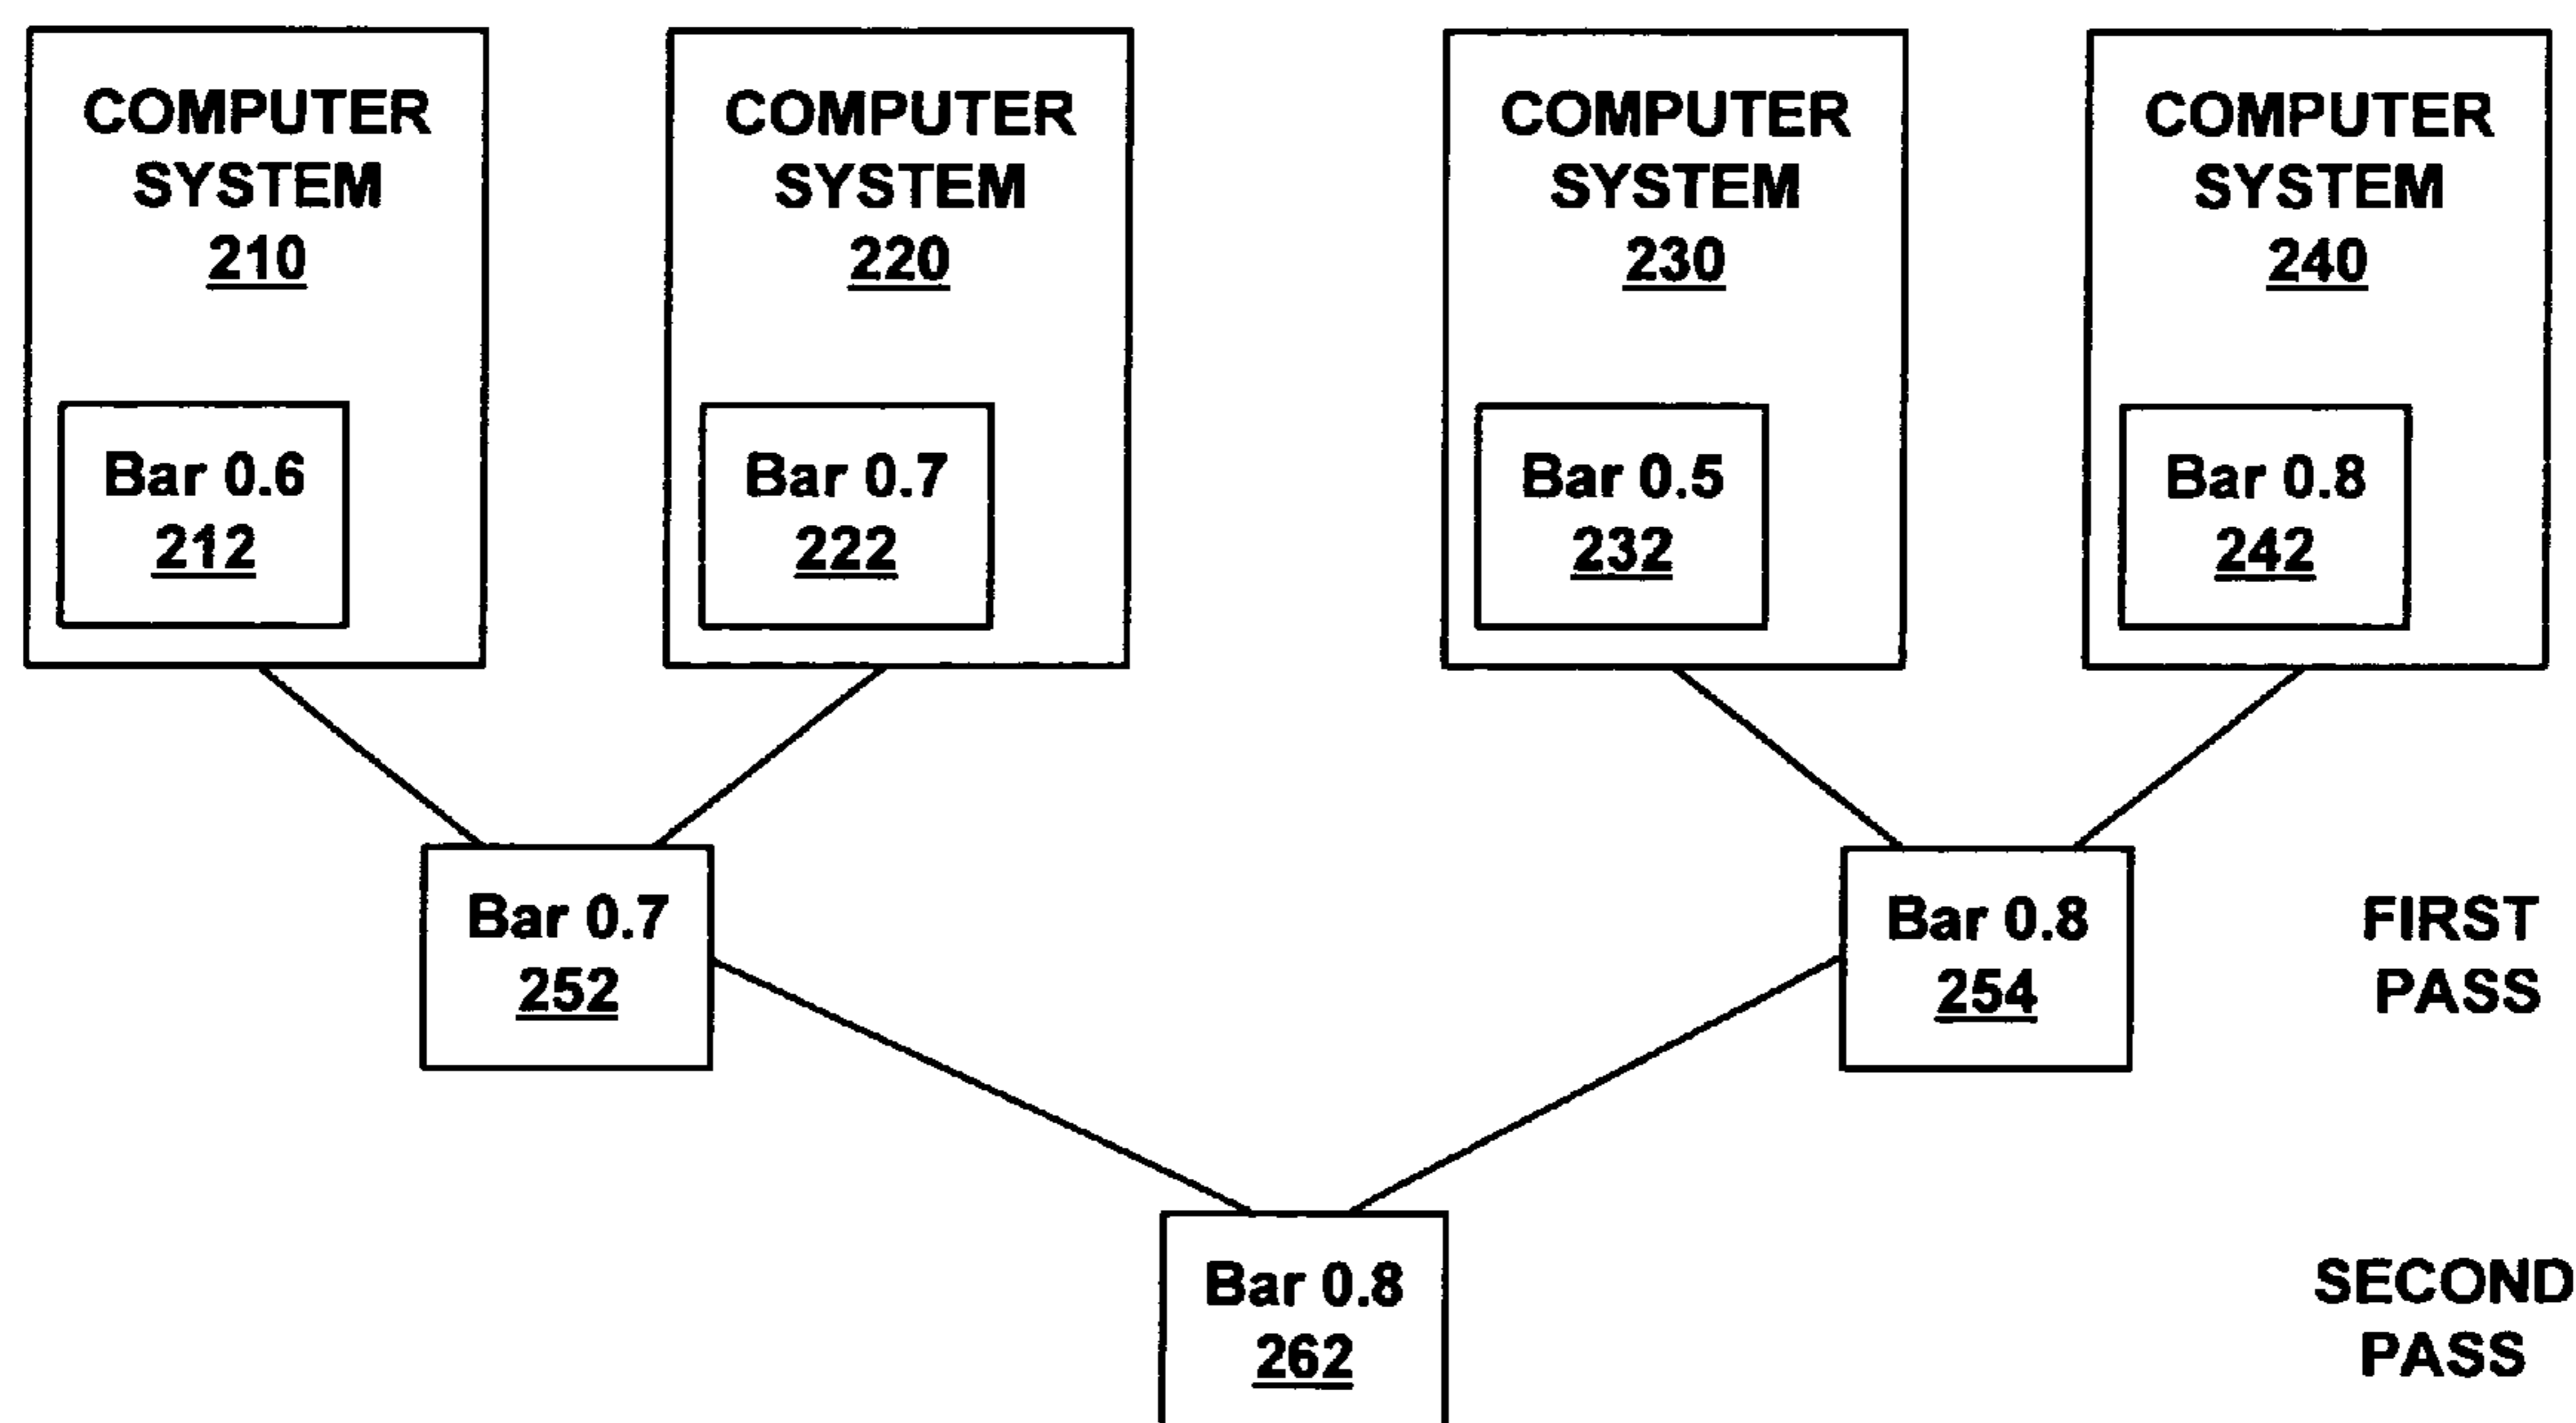 COMPUTER
SYSTEM
210
Bar 0.6
212
COMPUTER
SYSTEM
220
Bar 0.7
222
COMPUTER
SYSTEM
230
Bar 0.5
232
COMPUTER
SYSTEM
240
Bar 0.8
242
Bar 0.7
252
Bar 0.8
254
FIRST
PASS
Bar 0.8
262
SECOND
PASS